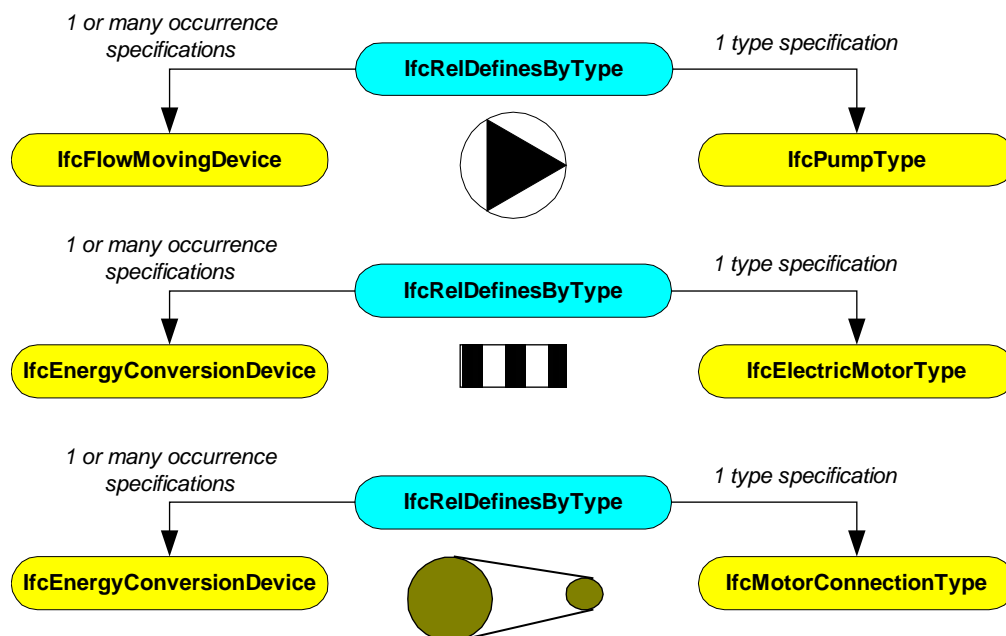 1 or many occurrence
specifications
1 type specification
IfcRelDefinesByType
IfcFlowMovingDevice
IfcPumpType
1 or many occurrence
specifications
1 type specification
IfcRelDefinesByType
IfcEnergyConversionDevice
IfcElectricMotorType
1 or many occurrence
specifications
1 type specification
IfcRelDefinesByType
IfcEnergyConversionDevice
IfcMotorConnectionType